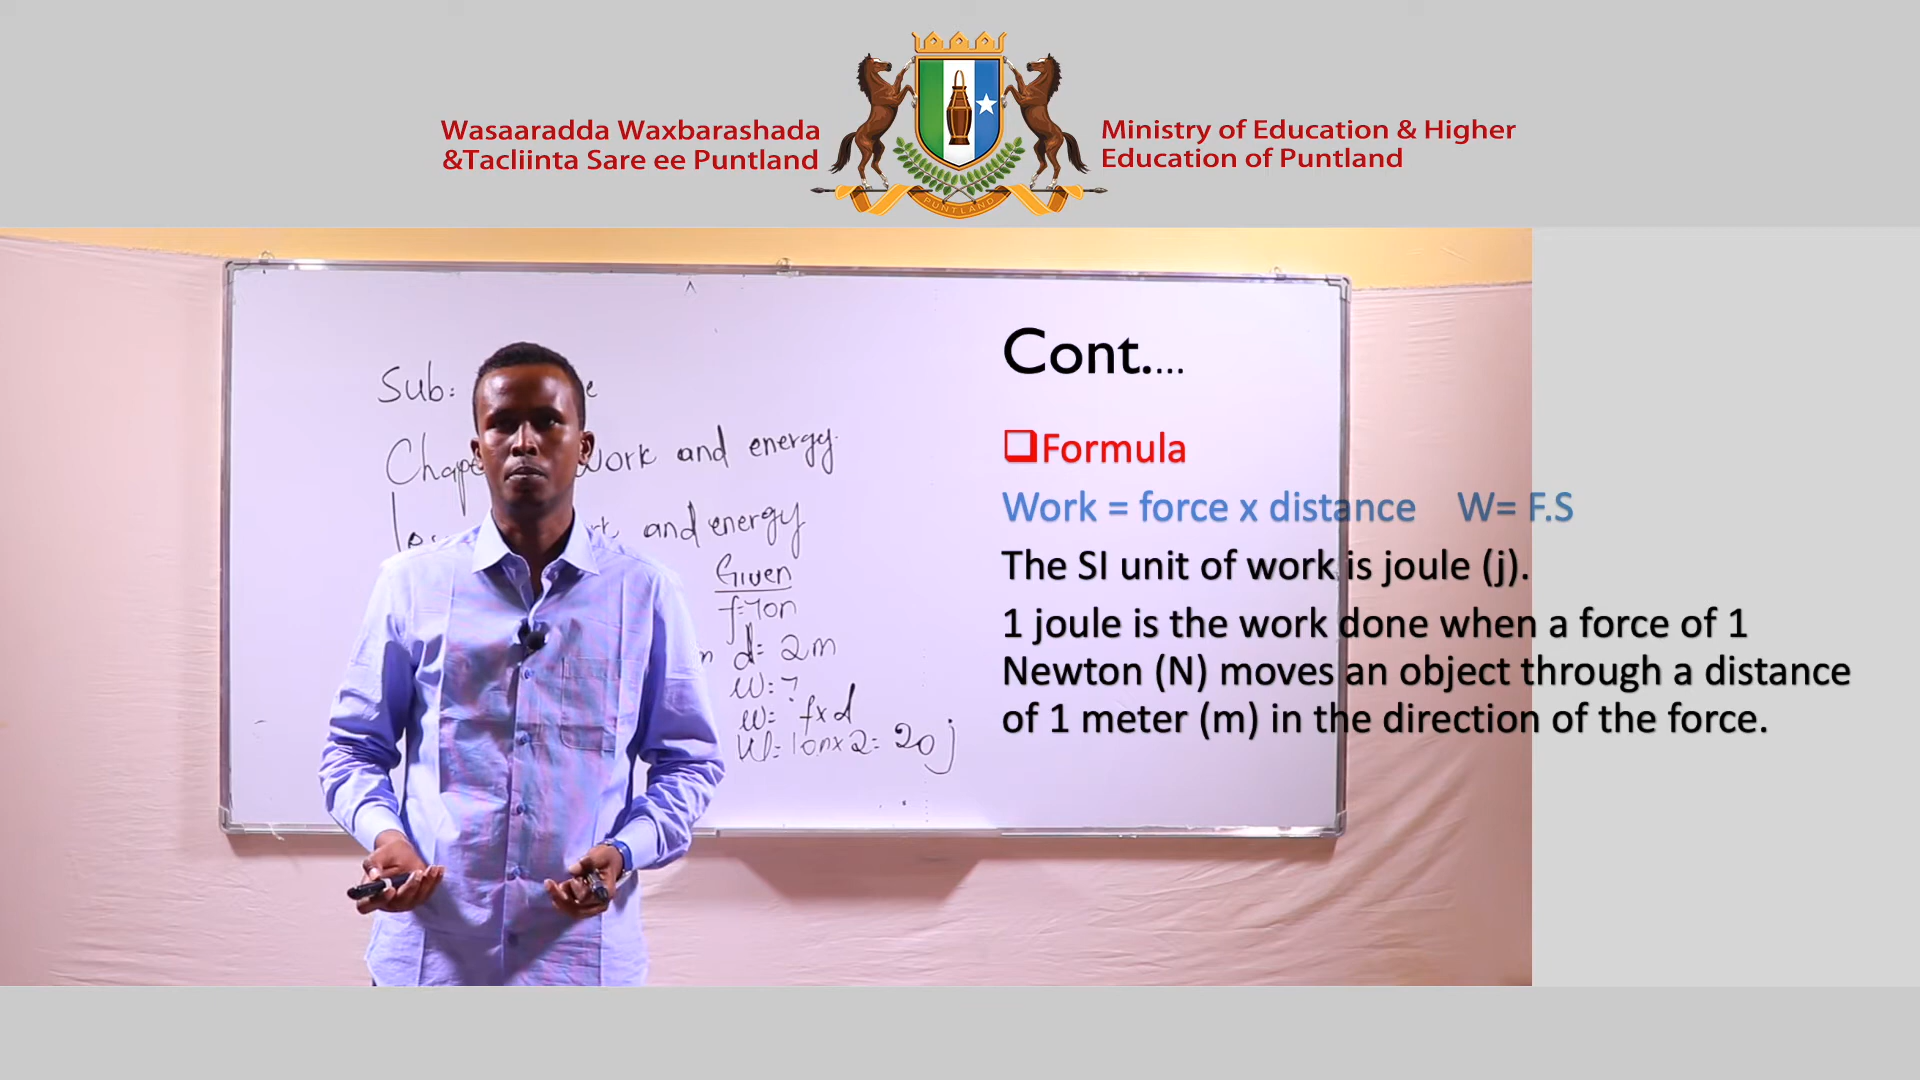 Wasaaradda Waxbarashada
&Tacliinta Sare ee Puntland
Ministry of Education & Higher
Education of Puntland
PUNTLAND
Sub:
work and energy.
and energy
Given
d= 2m
w= ?
w= fxd
W= 10nx2= 20j
Cont....
Formula
Work = force x distance W= F.S
The SI unit of work is joule (j).
1 joule is the work done when a force of 1
Newton (N) moves an object through a distance
of 1 meter (m) in the direction of the force.